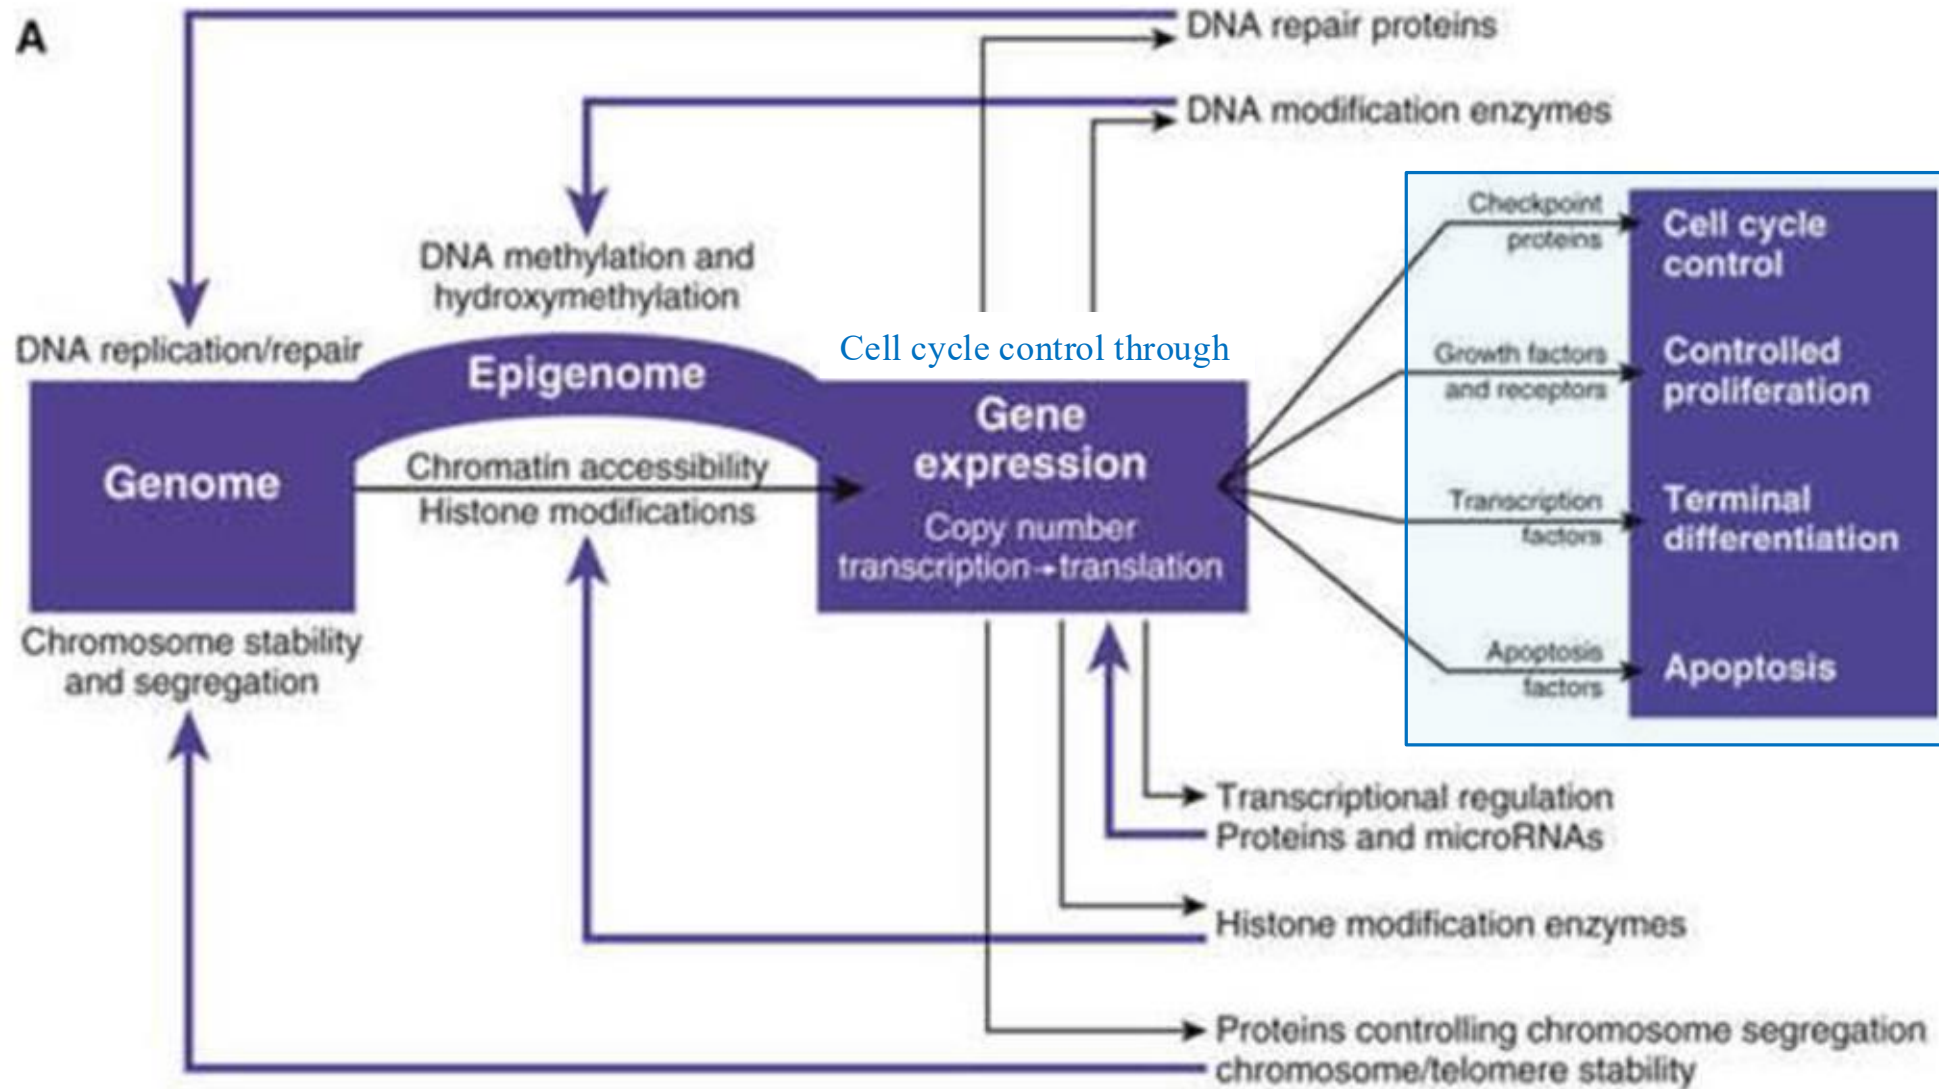 A
DNA repair proteins
DNA modification enzymes
DNA methylation and
hydroxymethylation
DNA replication/repair
Epigenome
Cell cycle control through
Genome
Chromatin accessibility
Histone modifications
Gene
expression
Copy number
transcription→translation
Chromosome stability
and segregation
Checkpoint
proteins
Cell cycle
control
Growth factors
and receptors
Controlled
proliferation
Transcription
factors
Terminal
differentiation
Apoptosis
factors
Apoptosis
Transcriptional regulation
Proteins and microRNAs
Histone modification enzymes
Proteins controlling chromosome segregation
chromosome/telomere stability